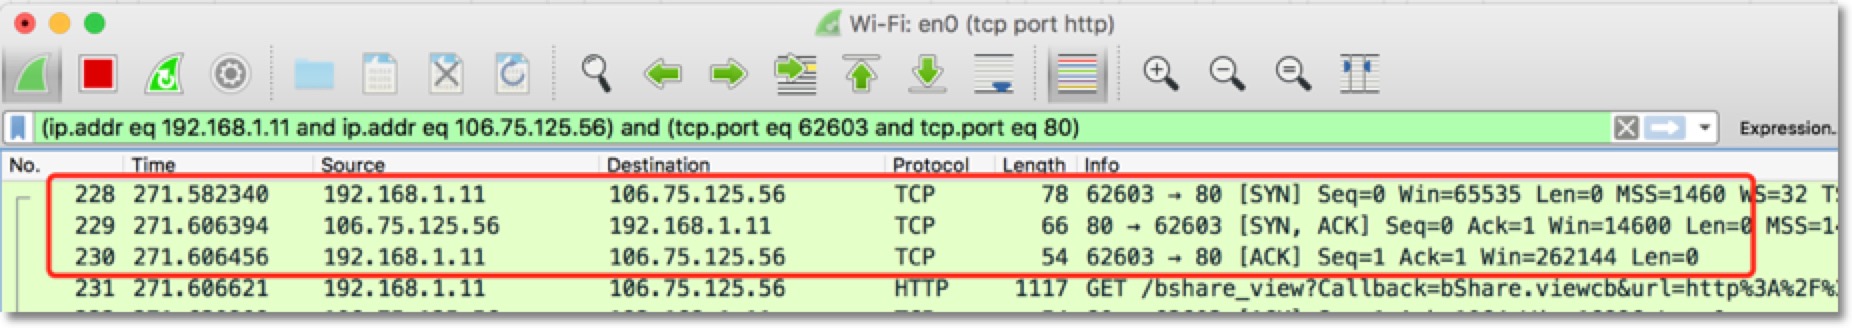 Wi-Fi: en0 (tcp port http)
(ip.addr eq 192.168.1.11 and ip.addr eq 106.75.125.56) and (tcp.port eq 62603 and tcp.port eq 80)
Expression.
No. Time Source Destination Protocol Length Info
228 271.582340 192.168.1.11 106.75.125.56 TCP 78 62603 → 80 [SYN] Seq=0 Win=65535 Len=0 MSS=1460 WS=32
229 271.606394 106.75.125.56 192.168.1.11 TCP 66 80 → 62603 [SYN, ACK] Seq=0 Ack=1 Win=14600 Len=0
230 271.606456 192.168.1.11 106.75.125.56 TCP 54 62603 → 80 [ACK] Seq=1 Ack=1 Win=262144 Len=0
231 271.606621 192.168.1.11 106.75.125.56 HTTP 1117 GET /bshare_view?Callback=bShare.viewcb&url=http%3A%2F%